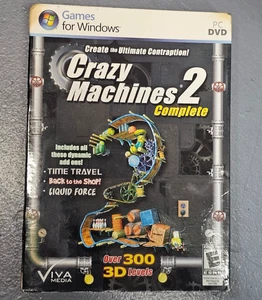 Games
for Windows
PC
DVD
Create the Ultimate Contraption!
Crazy
Machines 2
Complete
Includes all
these dynamic
add ons!
• TIME TRAVEL
• Back to the Shop!
• LIQUID FORCE
Over 300
3D Levels
VIVA
MEDIA
E